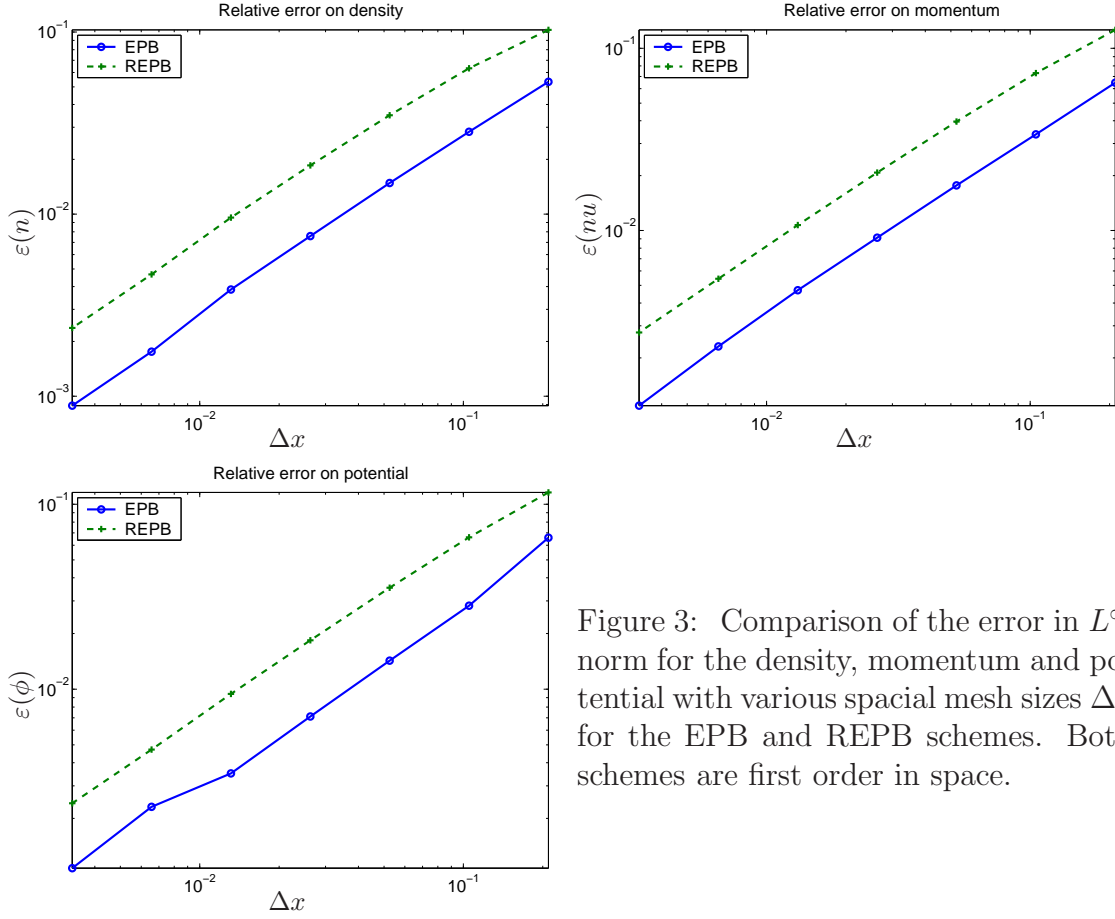 Relative error on density
10⁻¹
EPB
REPB
10⁻²
10⁻³
ε(n)
10⁻² 10⁻¹
Δx
Relative error on momentum
10⁻¹
EPB
REPB
10⁻²
ε(nu)
10⁻² 10⁻¹
Δx
Relative error on potential
10⁻¹
EPB
REPB
10⁻²
ε(ϕ)
10⁻² 10⁻¹
Δx
Figure 3: Comparison of the error in L
norm for the density, momentum and po
tential with various spacial mesh sizes Δ
for the EPB and REPB schemes. Bot
schemes are first order in space.